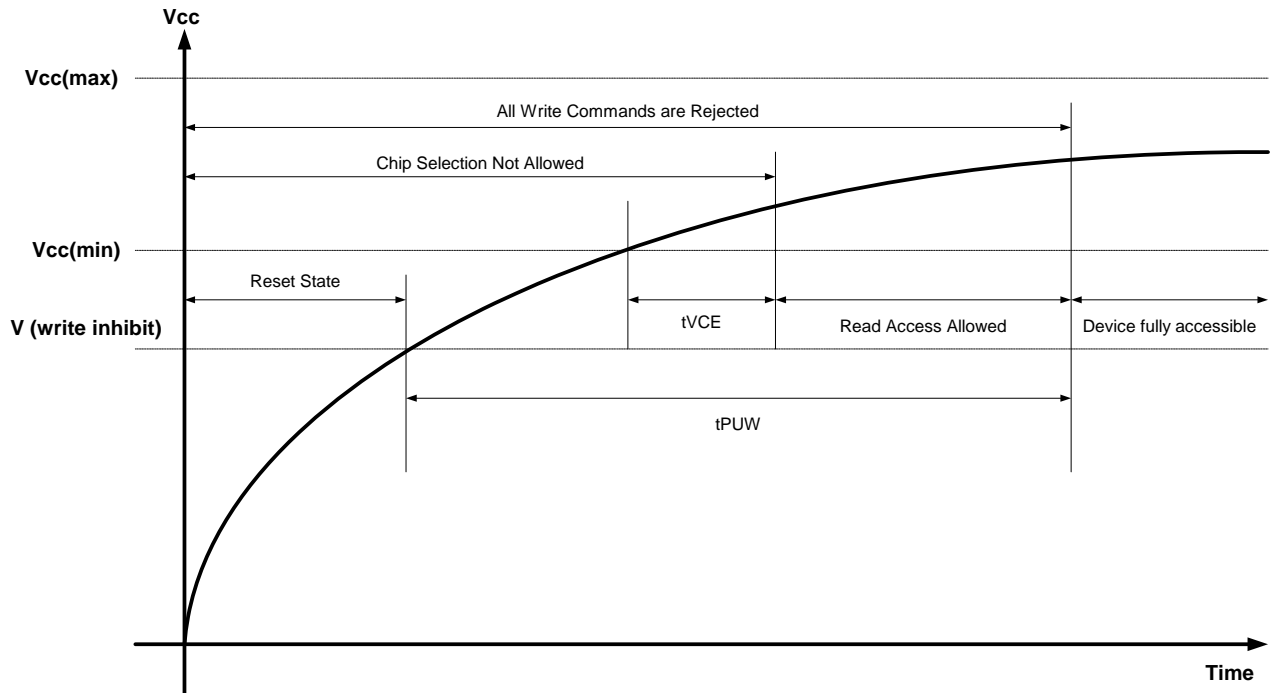 Vcc
Vcc(max)
All Write Commands are Rejected
Chip Selection Not Allowed
Vcc(min)
Reset State
V (write inhibit)
tVCE
Read Access Allowed
Device fully accessible
tPUW
Time